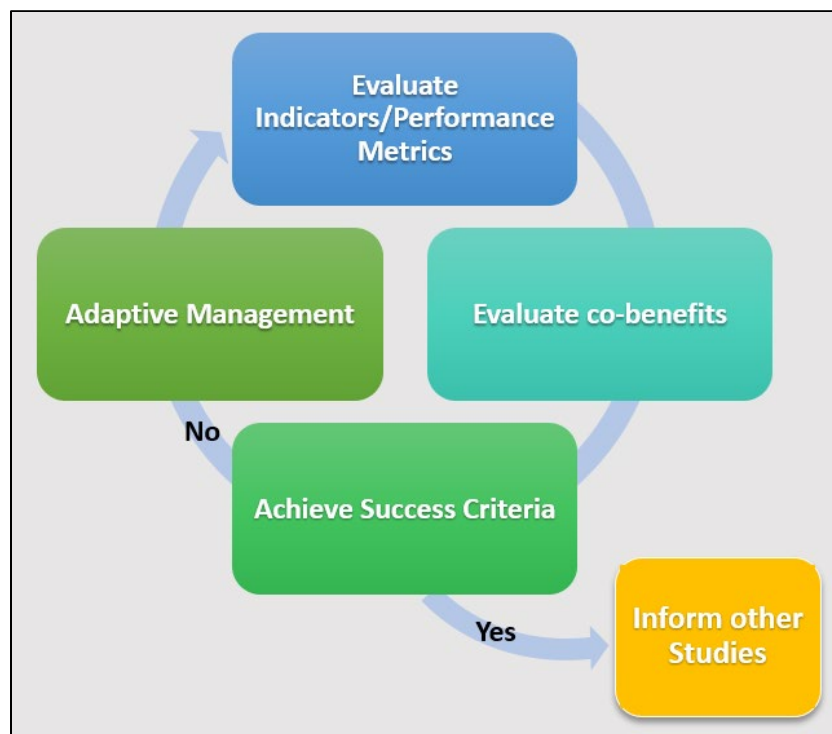 Evaluate
Indicators/Performance
Metrics
Adaptive Management
Evaluate co-benefits
No
Achieve Success Criteria
Yes
Inform other
Studies